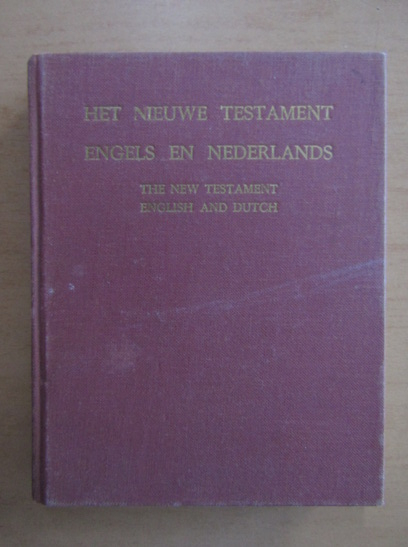 HET NIEUWE TESTAMENT
ENGELS EN NEDERLANDS
THE NEW TESTAMENT
ENGLISH AND DUTCH